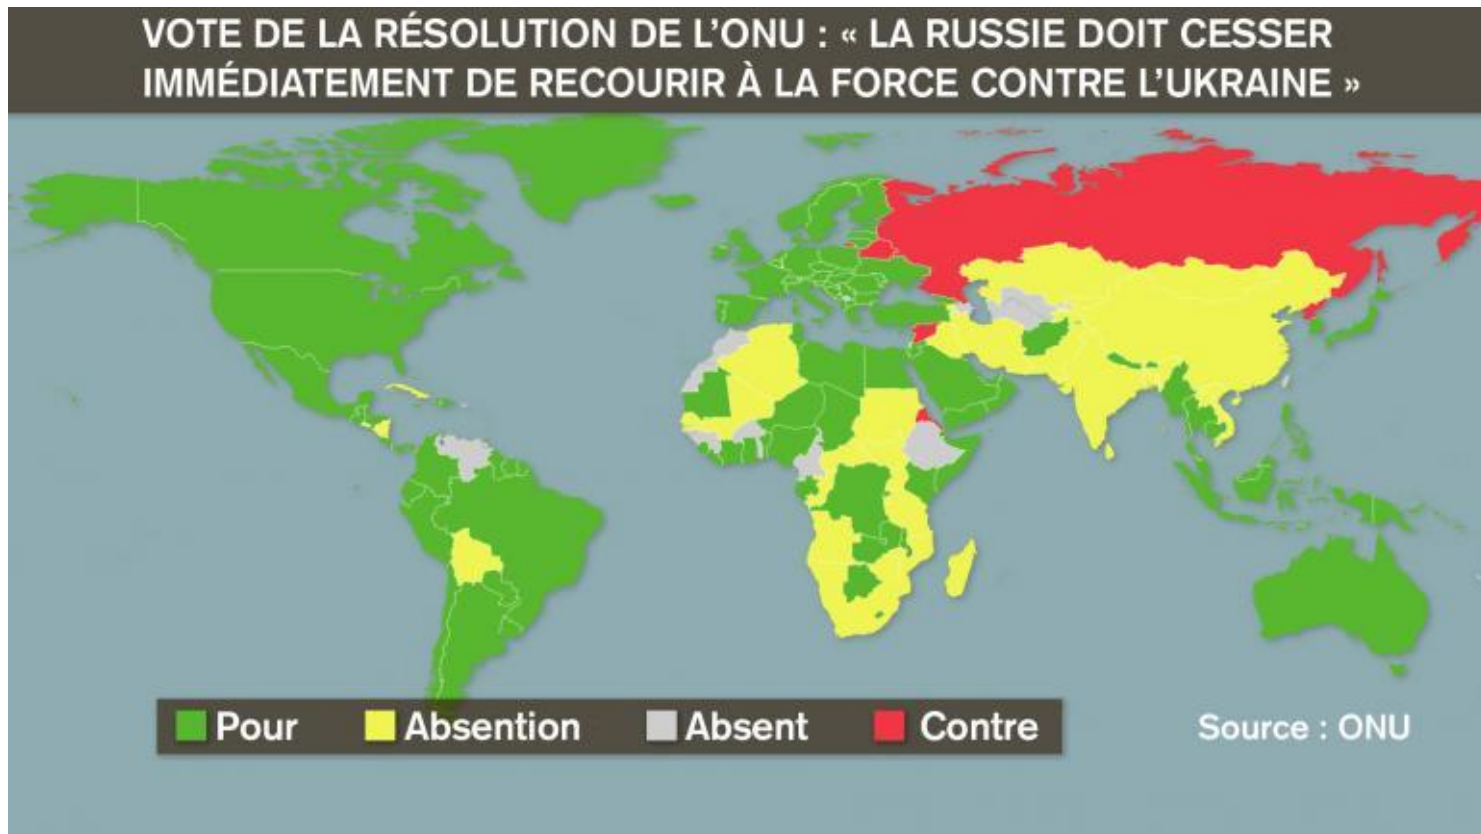 VOTE DE LA RÉSOLUTION DE L'ONU : « LA RUSSIE DOIT CESSER
IMMÉDIATEMENT DE RECOURIR À LA FORCE CONTRE L'UKRAINE »
Pour Absention Absent Contre
Source : ONU